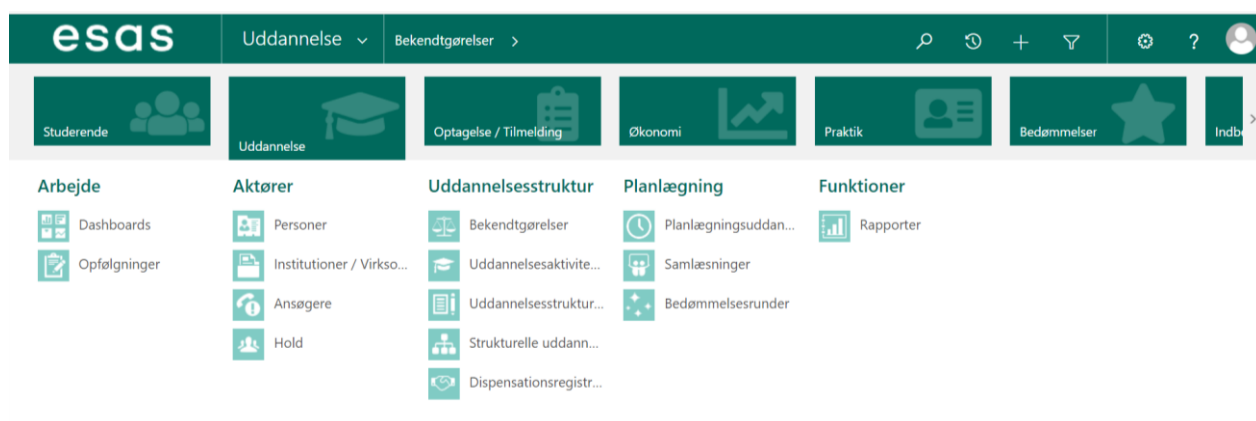 esas
Uddannelse
Bekendtgørelser >
?
Studerende
Uddannelse
Optagelse / Tilmelding
Økonomi
Praktik
Bedømmelser
Arbejde
Dashboards
Opfølgninger
Aktører
Personer
Institutioner / Virkso...
Ansøgere
Hold
Uddannelsesstruktur
Bekendtgørelser
Uddannelsesaktivite...
Uddannelsesstruktur...
Strukturelle uddann...
Dispensationsregistr...
Planlægning
Planlægningsuddan...
Samlæsninger
Bedømmelsesrunder
Funktioner
Rapporter